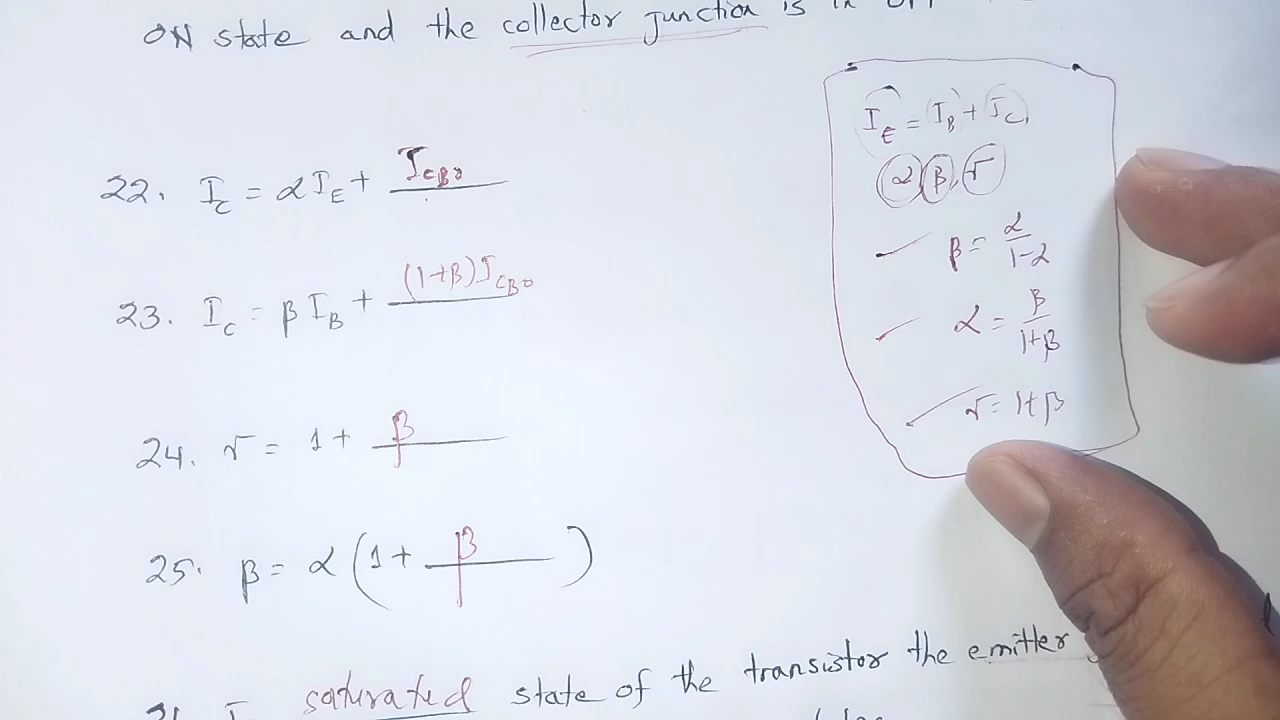 ON state and the collector junction is in
22. I_C = αI_E + I_CBO
23. I_C = βI_B + (1+β)I_CBO
24. r = 1 + β
25. β = α(1 + β)
saturated state of the transistor the emitter
I_E = I_B + I_C
α, β, r
β = α/1-α
α = β/1+β
r = 1+β